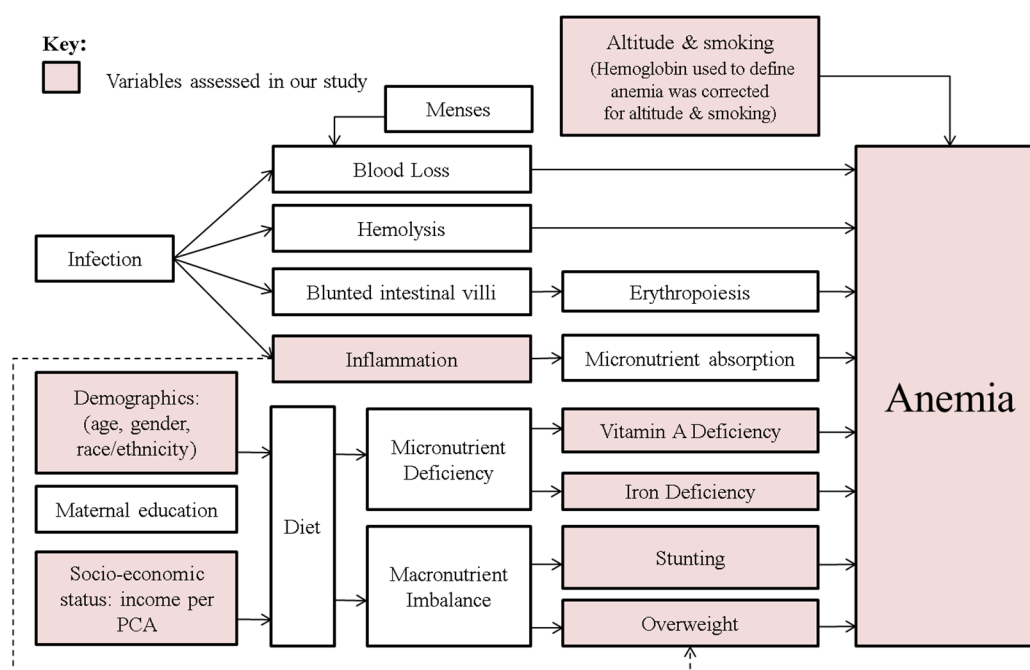 Key:
Variables assessed in our study
Altitude & smoking
(Hemoglobin used to define
anemia was corrected
for altitude & smoking)
Menses
Blood Loss
Hemolysis
Infection
Blunted intestinal villi
Erythropoiesis
Inflammation
Micronutrient absorption
Anemia
Demographics:
(age, gender,
race/ethnicity)
Maternal education
Socio-economic
status: income per
PCA
Diet
Micronutrient
Deficiency
Macronutrient
Imbalance
Vitamin A Deficiency
Iron Deficiency
Stunting
Overweight